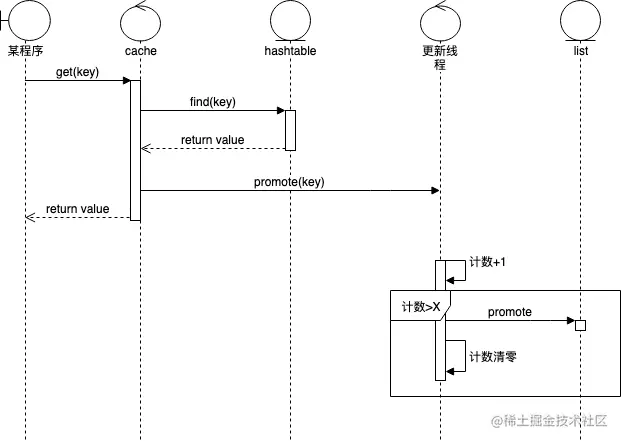 某程序
cache
hashtable
更新线
程
list
get(key)
find(key)
return value
promote(key)
return value
计数+1
计数>X
promote
计数清零
@稀土掘金技术社区